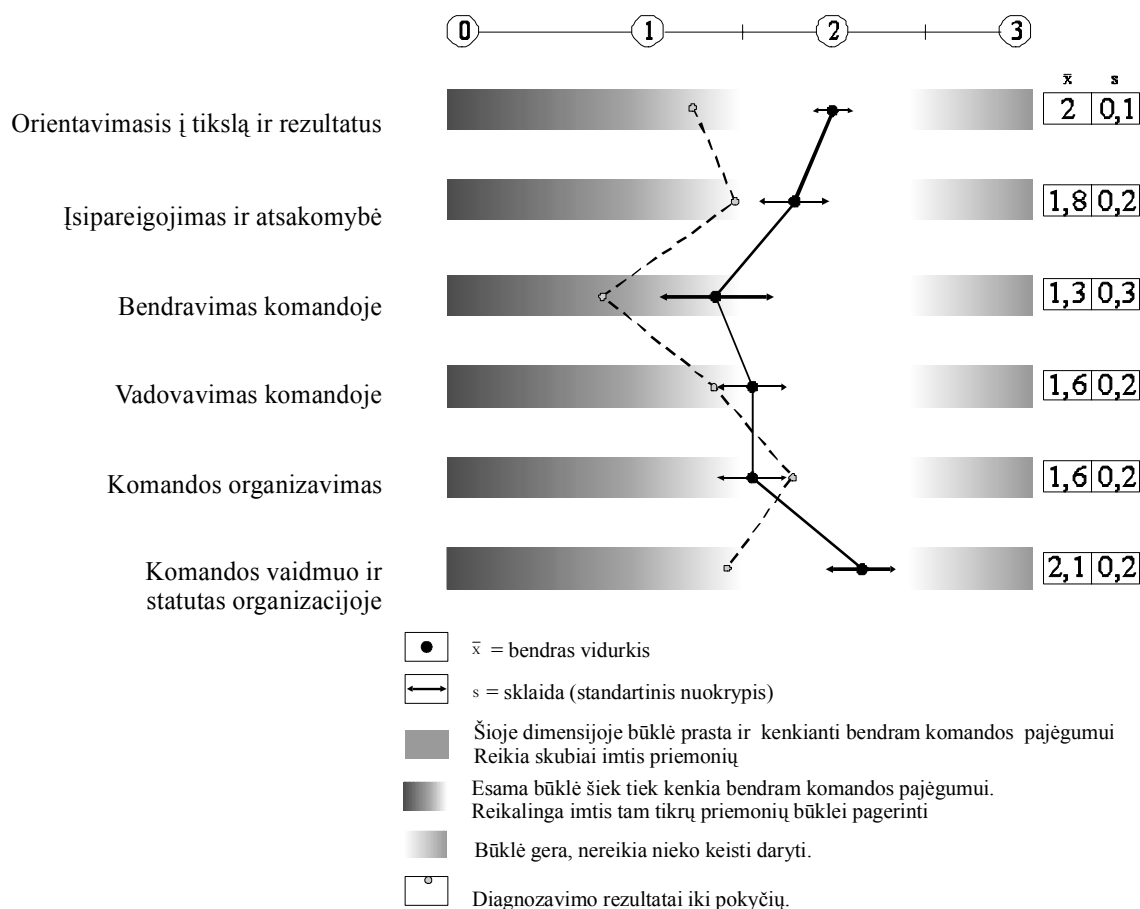 0 1 2 3
x̄ s
Orientavimasis į tikslą ir rezultatus 2 0,1
Įsipareigojimas ir atsakomybė 1,8 0,2
Bendravimas komandoje 1,3 0,3
Vadovavimas komandoje 1,6 0,2
Komandos organizavimas 1,6 0,2
Komandos vaidmuo ir
statutas organizacijoje 2,1 0,2
x̄ = bendras vidurkis
s = sklaida (standartinis nuokrypis)
Šioje dimensijoje būklė prasta ir kenkianti bendram komandos pajėgumui
Reikia skubiai imtis priemonių
Esama būklė šiek tiek kenkia bendram komandos pajėgumui.
Reikalinga imtis tam tikrų priemonių būklei pagerinti
Būklė gera, nereikia nieko keisti daryti.
Diagnozavimo rezultatai iki pokyčių.